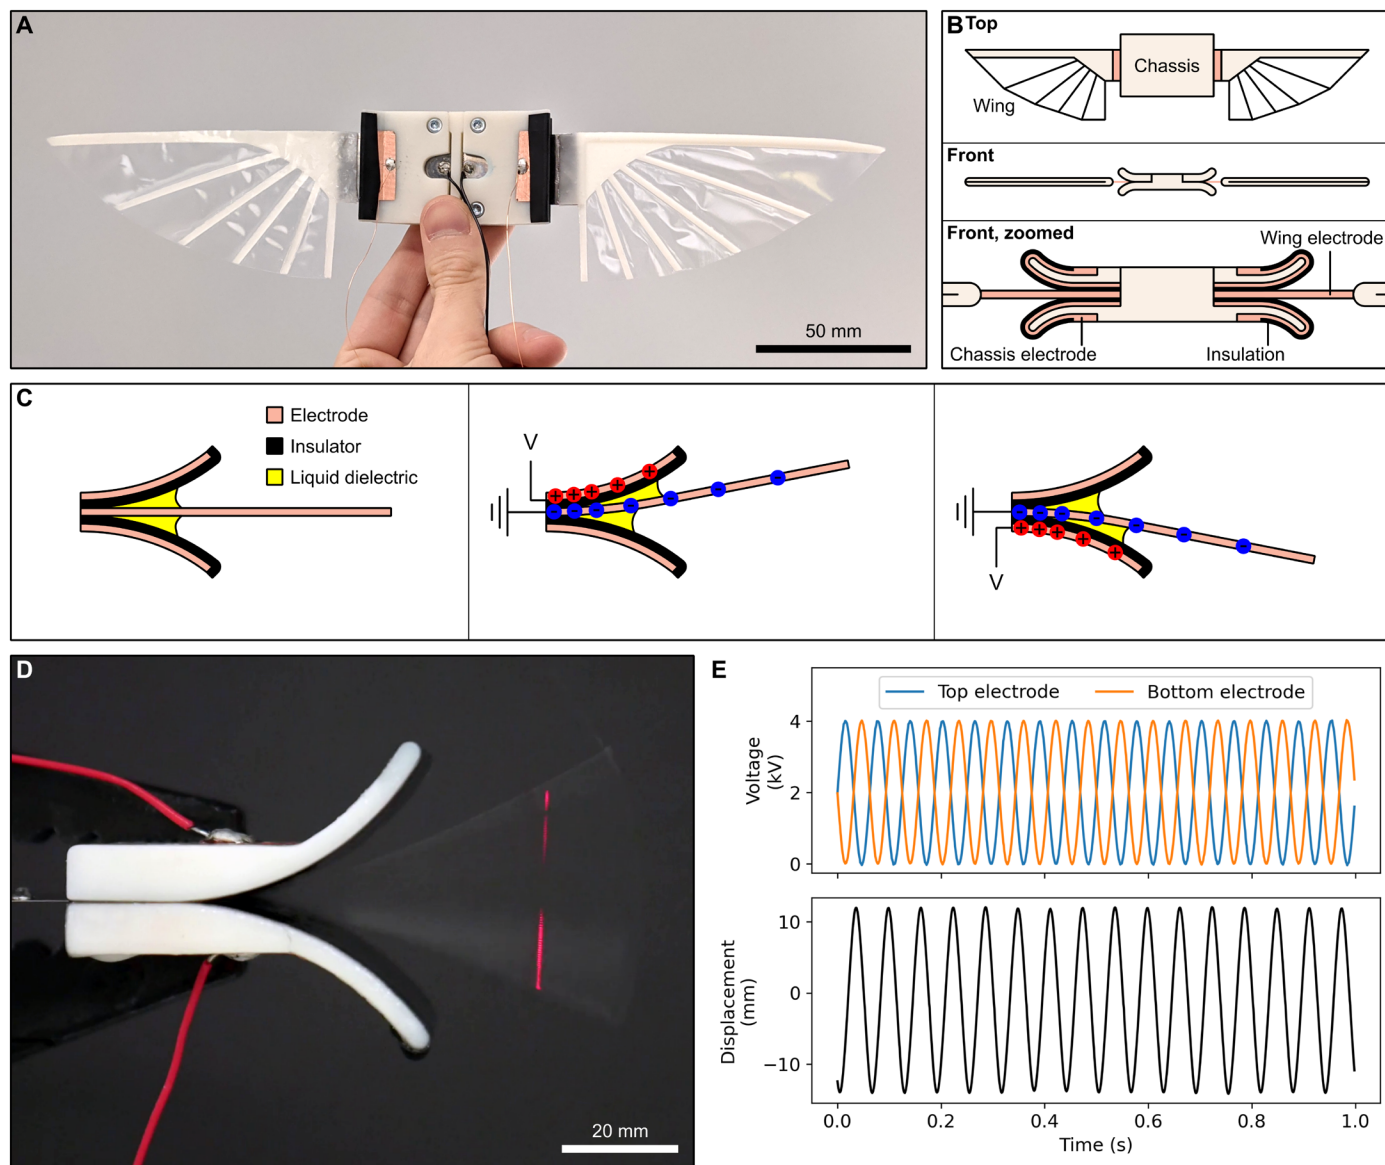 A
50 mm
B Top
Chassis
Wing
Front
Front, zoomed
Wing electrode
Chassis electrode
Insulation
C
Electrode
Insulator
Liquid dielectric
V
+ + + + +
- - - - - - -
- - - - - - -
+ + + + +
V
D
20 mm
E
Top electrode
Bottom electrode
4
2
0
Voltage
(kV)
10
0
−10
Displacement
(mm)
0.0 0.2 0.4 0.6 0.8 1.0
Time (s)